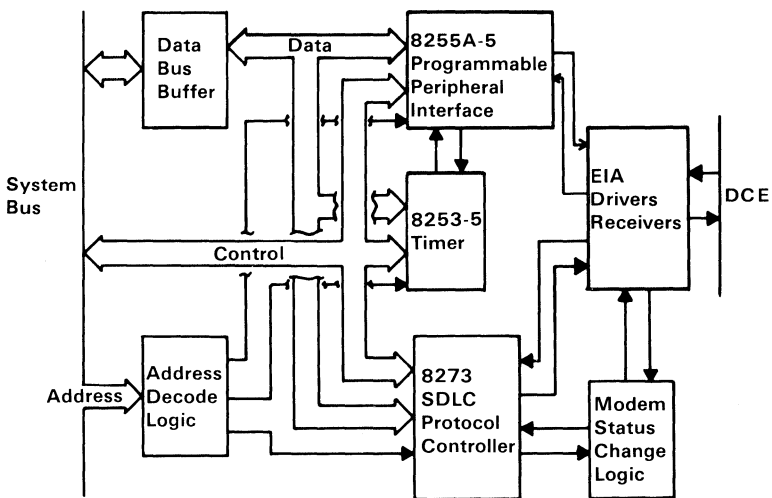 Data
Bus
Buffer
Data
8255A-5
Programmable
Peripheral
Interface
System
Bus
EIA
Drivers
Receivers
DCE
8253-5
Timer
Control
Address
Address
Decode
Logic
8273
SDLC
Protocol
Controller
Modem
Status
Change
Logic